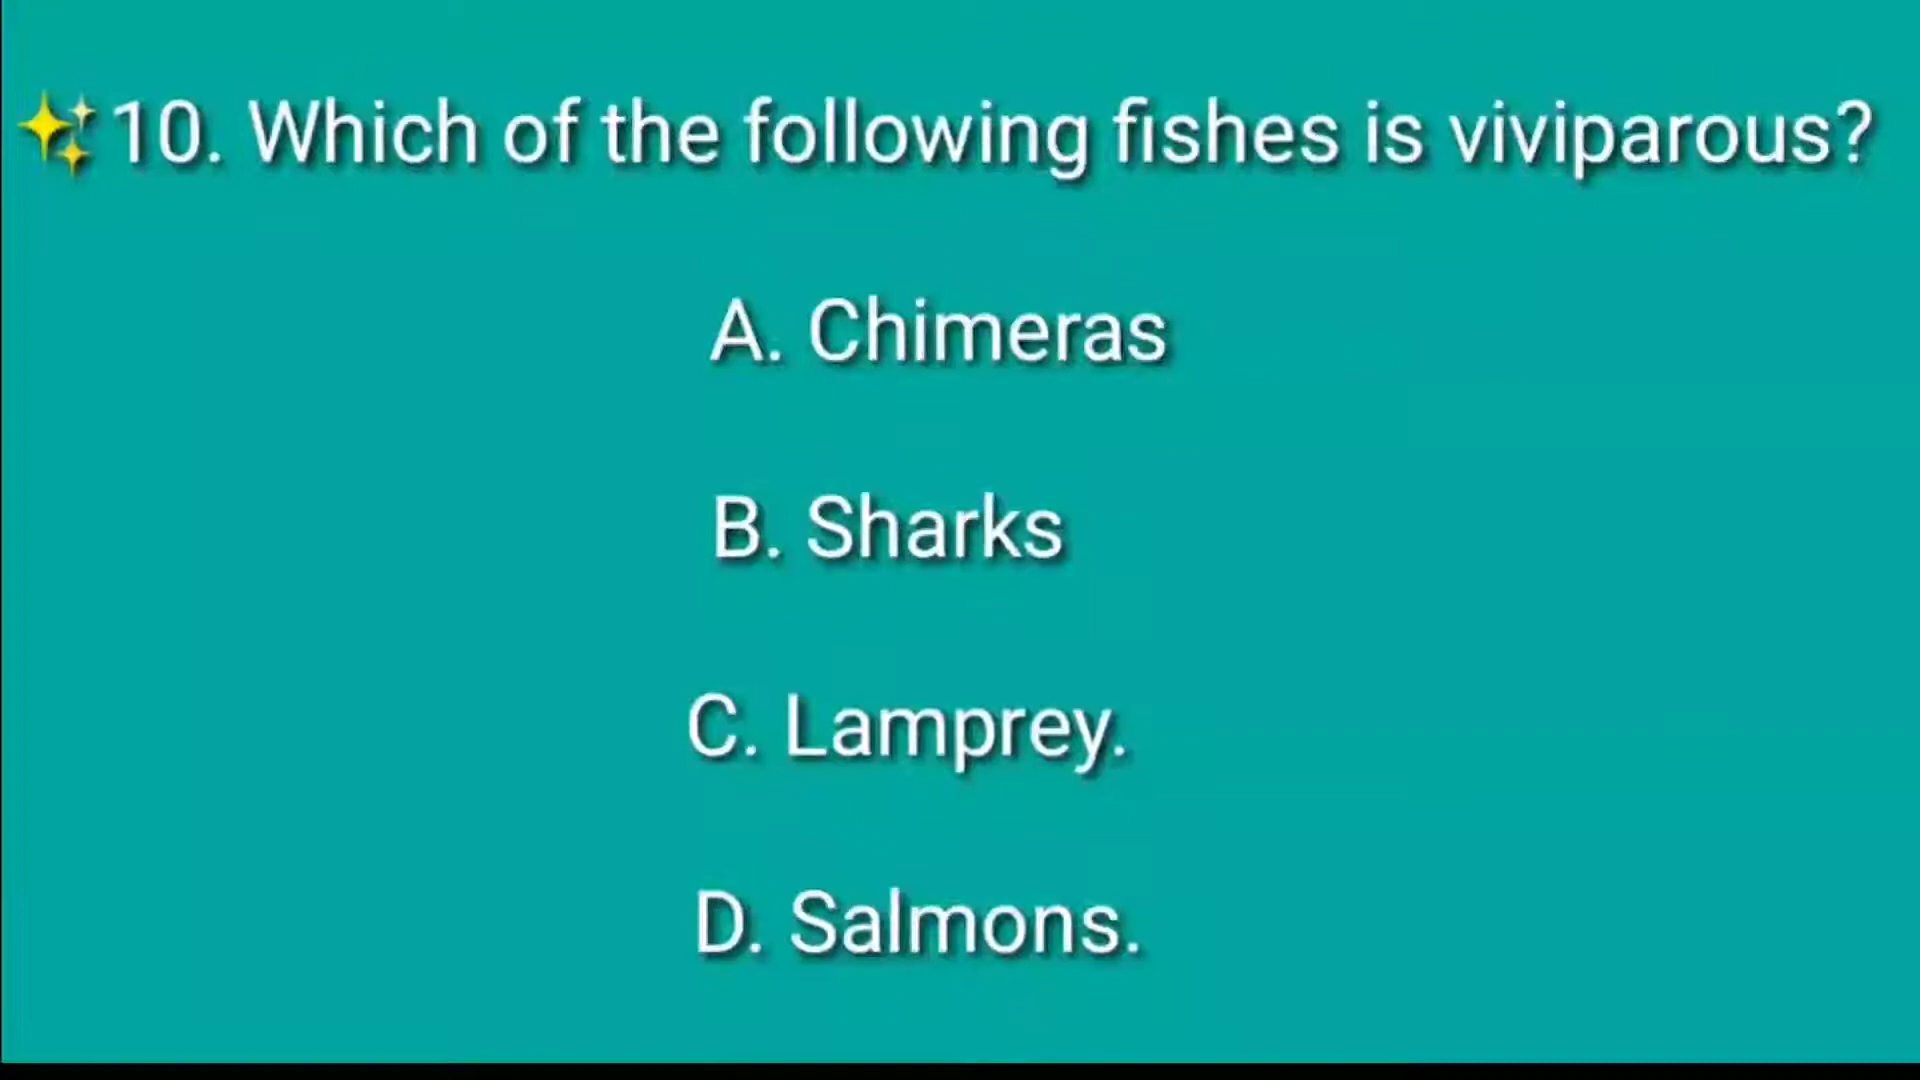 ✨10. Which of the following fishes is viviparous?
A. Chimeras
B. Sharks
C. Lamprey.
D. Salmons.